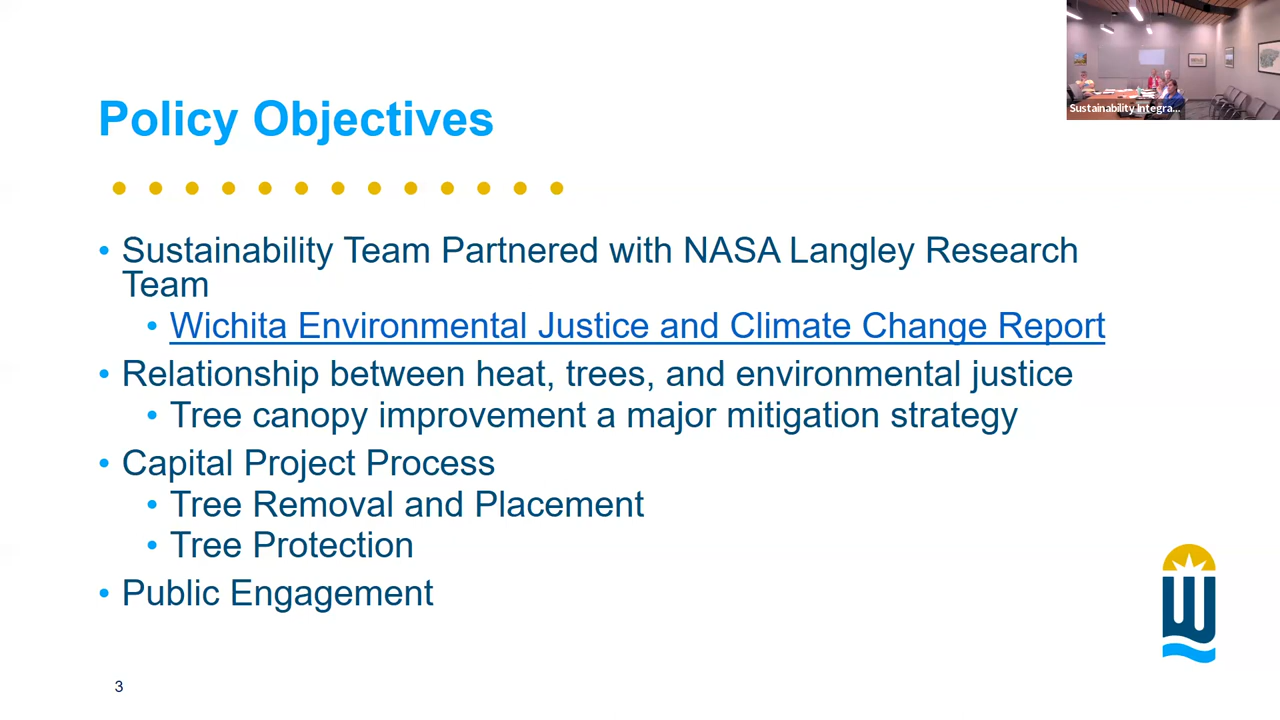 Sustainability Integra...
Policy Objectives
• Sustainability Team Partnered with NASA Langley Research
Team
• Wichita Environmental Justice and Climate Change Report
• Relationship between heat, trees, and environmental justice
• Tree canopy improvement a major mitigation strategy
• Capital Project Process
• Tree Removal and Placement
• Tree Protection
• Public Engagement
W
3